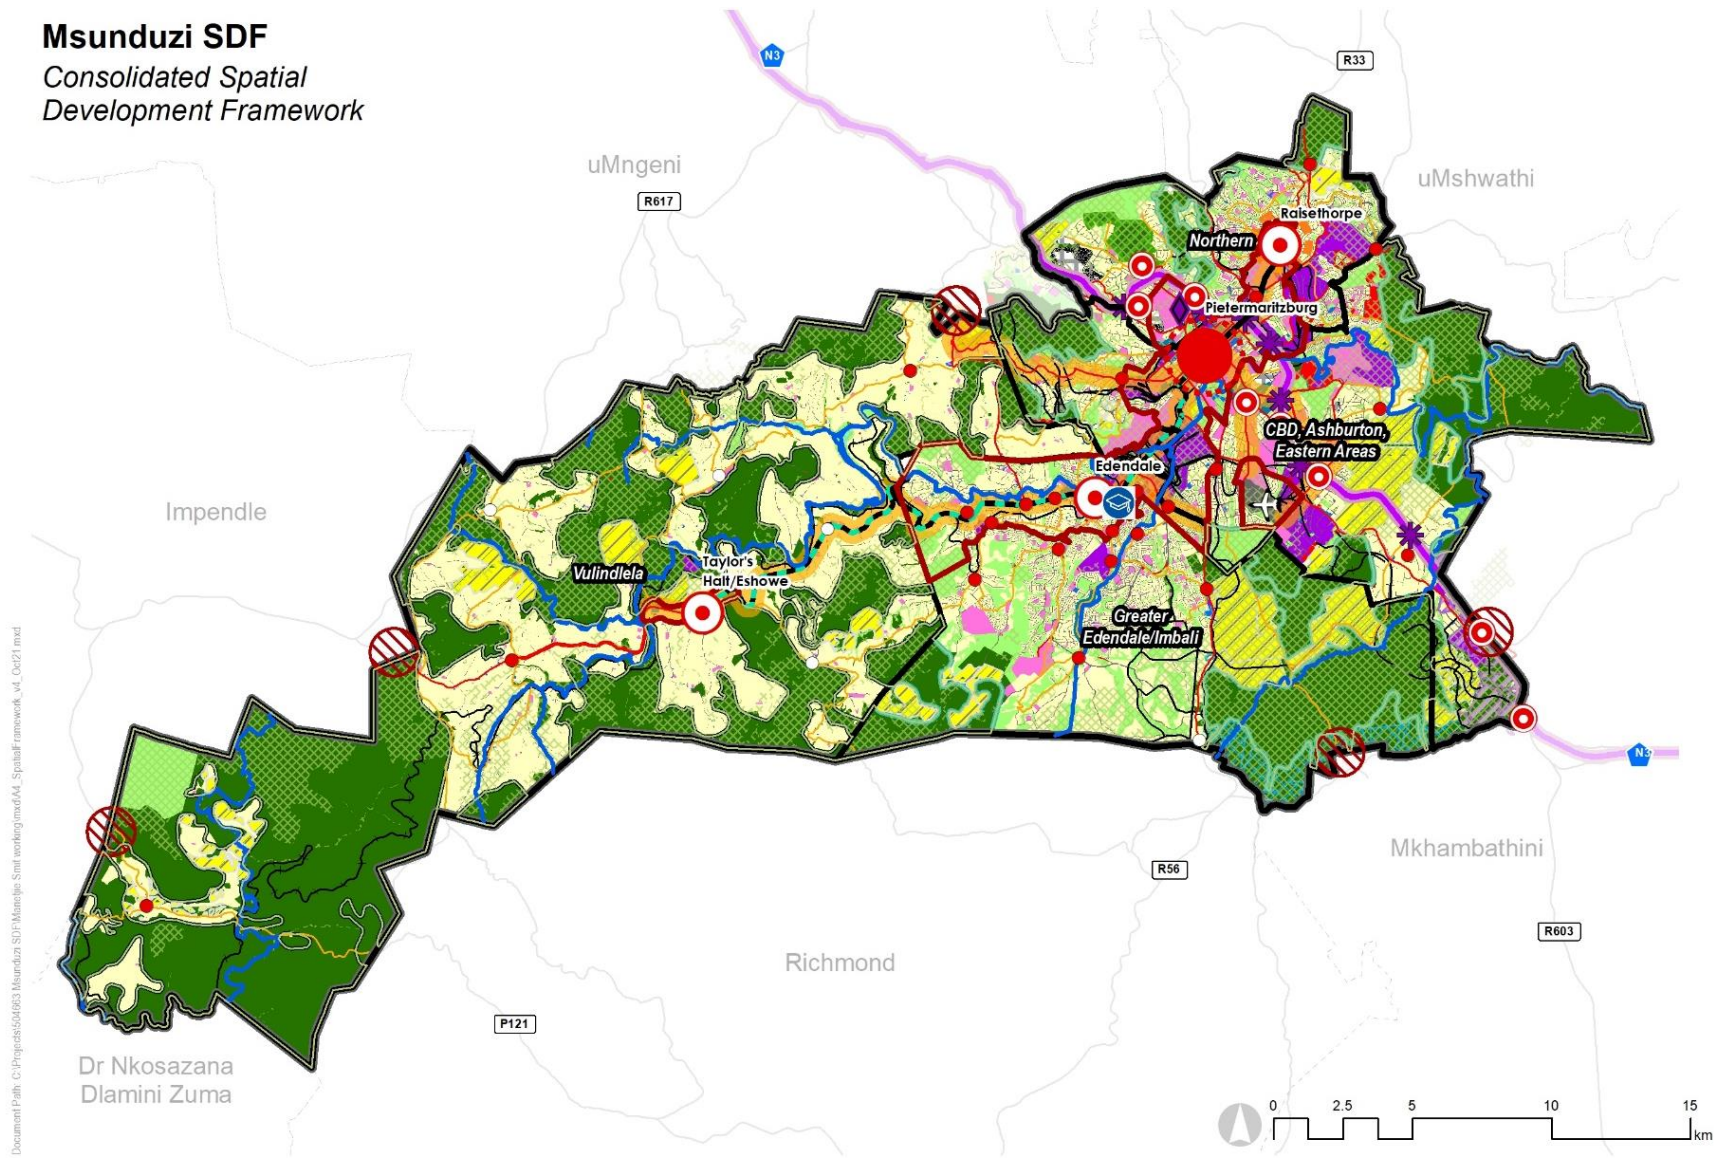 Msunduzi SDF
Consolidated Spatial
Development Framework
N3
R33
uMngeni
uMshwathi
R617
Raisethorpe
Northern
Pietermaritzburg
CBD, Ashburton,
Eastern Areas
Edendale
Impendle
Taylor's
Halt/Eshowe
Vulindlela
Greater
Edendale/Imbali
N3
Mkhambathini
R56
R603
Richmond
P121
Dr Nkosazana
Dlamini Zuma
0 2.5 5 10 15
km